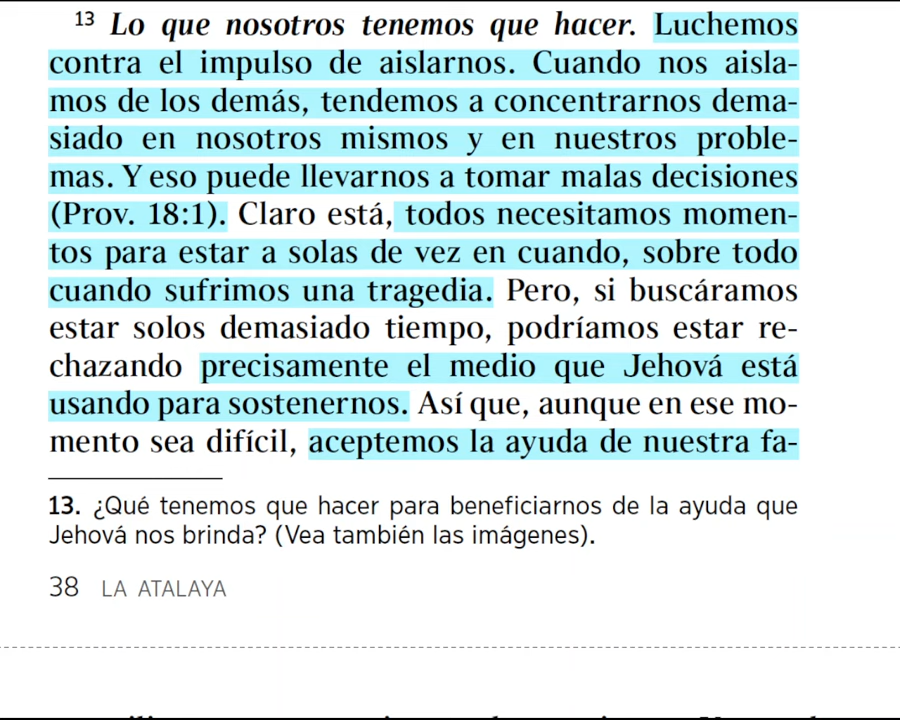 13 Lo que nosotros tenemos que hacer. Luchemos
contra el impulso de aislarnos. Cuando nos aisla-
mos de los demás, tendemos a concentrarnos dema-
siado en nosotros mismos y en nuestros proble-
mas. Y eso puede llevarnos a tomar malas decisiones
(Prov. 18:1). Claro está, todos necesitamos momen-
tos para estar a solas de vez en cuando, sobre todo
cuando sufrimos una tragedia. Pero, si buscáramos
estar solos demasiado tiempo, podríamos estar re-
chazando precisamente el medio que Jehová está
usando para sostenernos. Así que, aunque en ese mo-
mento sea difícil, aceptemos la ayuda de nuestra fa-
13. ¿Qué tenemos que hacer para beneficiarnos de la ayuda que
Jehová nos brinda? (Vea también las imágenes).
38 LA ATALAYA